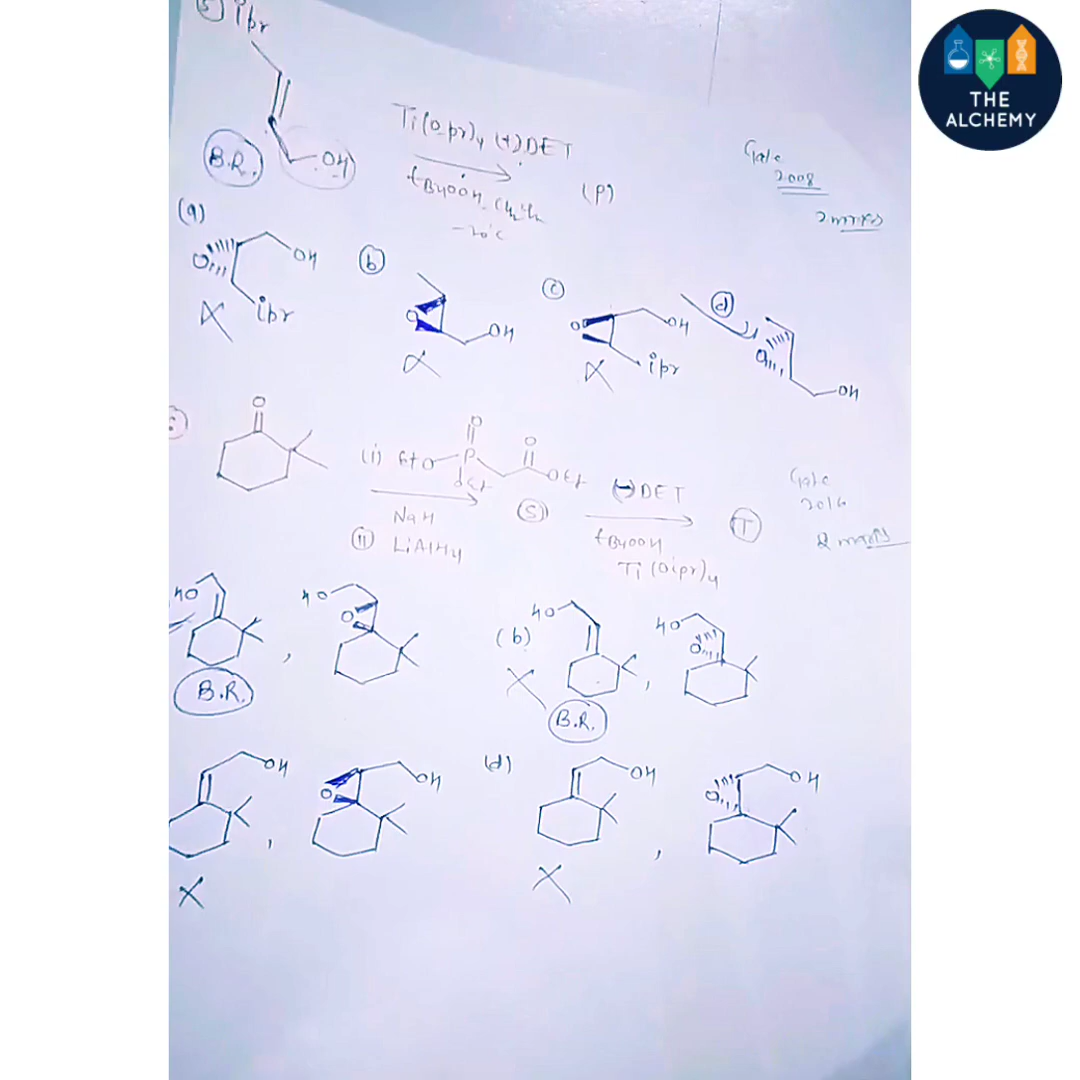 5) ipr
THE
ALCHEMY
Ti(o ipr)4 (+)DET
OH
B.R.
tBuOOH, CH2Cl2
-20°C
(P)
Gate
2008
2 marks
(a)
O
OH
ipr
X
(b)
O
OH
X
(c)
O
OH
ipr
X
(d)
O
OH
O
(i) EtO P O O OEt
OEt
NaH
(ii) LiAlH4
(S)
(-)DET
tBuOOH
Ti(Oipr)4
(T)
Gate
2016
2 marks
HO
HO
O
,
B.R.
(b)
HO
HO
O
,
X
B.R.
OH
OH
O
,
X
(d)
OH
OH
O
,
X